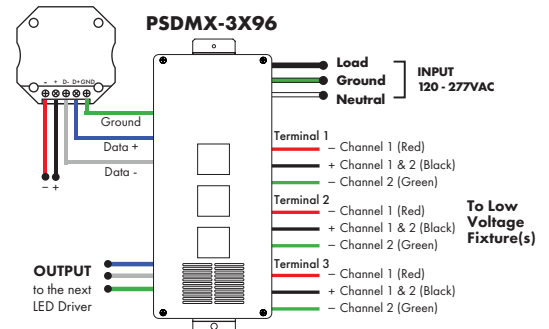 PSDMX-3X96
- + D- D+ GND
Ground
Data +
Data -
– +
Load
Ground
Neutral
INPUT
120 - 277VAC
Terminal 1
– Channel 1 (Red)
+ Channel 1 & 2 (Black)
– Channel 2 (Green)
Terminal 2
– Channel 1 (Red)
+ Channel 1 & 2 (Black)
– Channel 2 (Green)
Terminal 3
– Channel 1 (Red)
+ Channel 1 & 2 (Black)
– Channel 2 (Green)
To Low
Voltage
Fixture(s)
OUTPUT
to the next
LED Driver